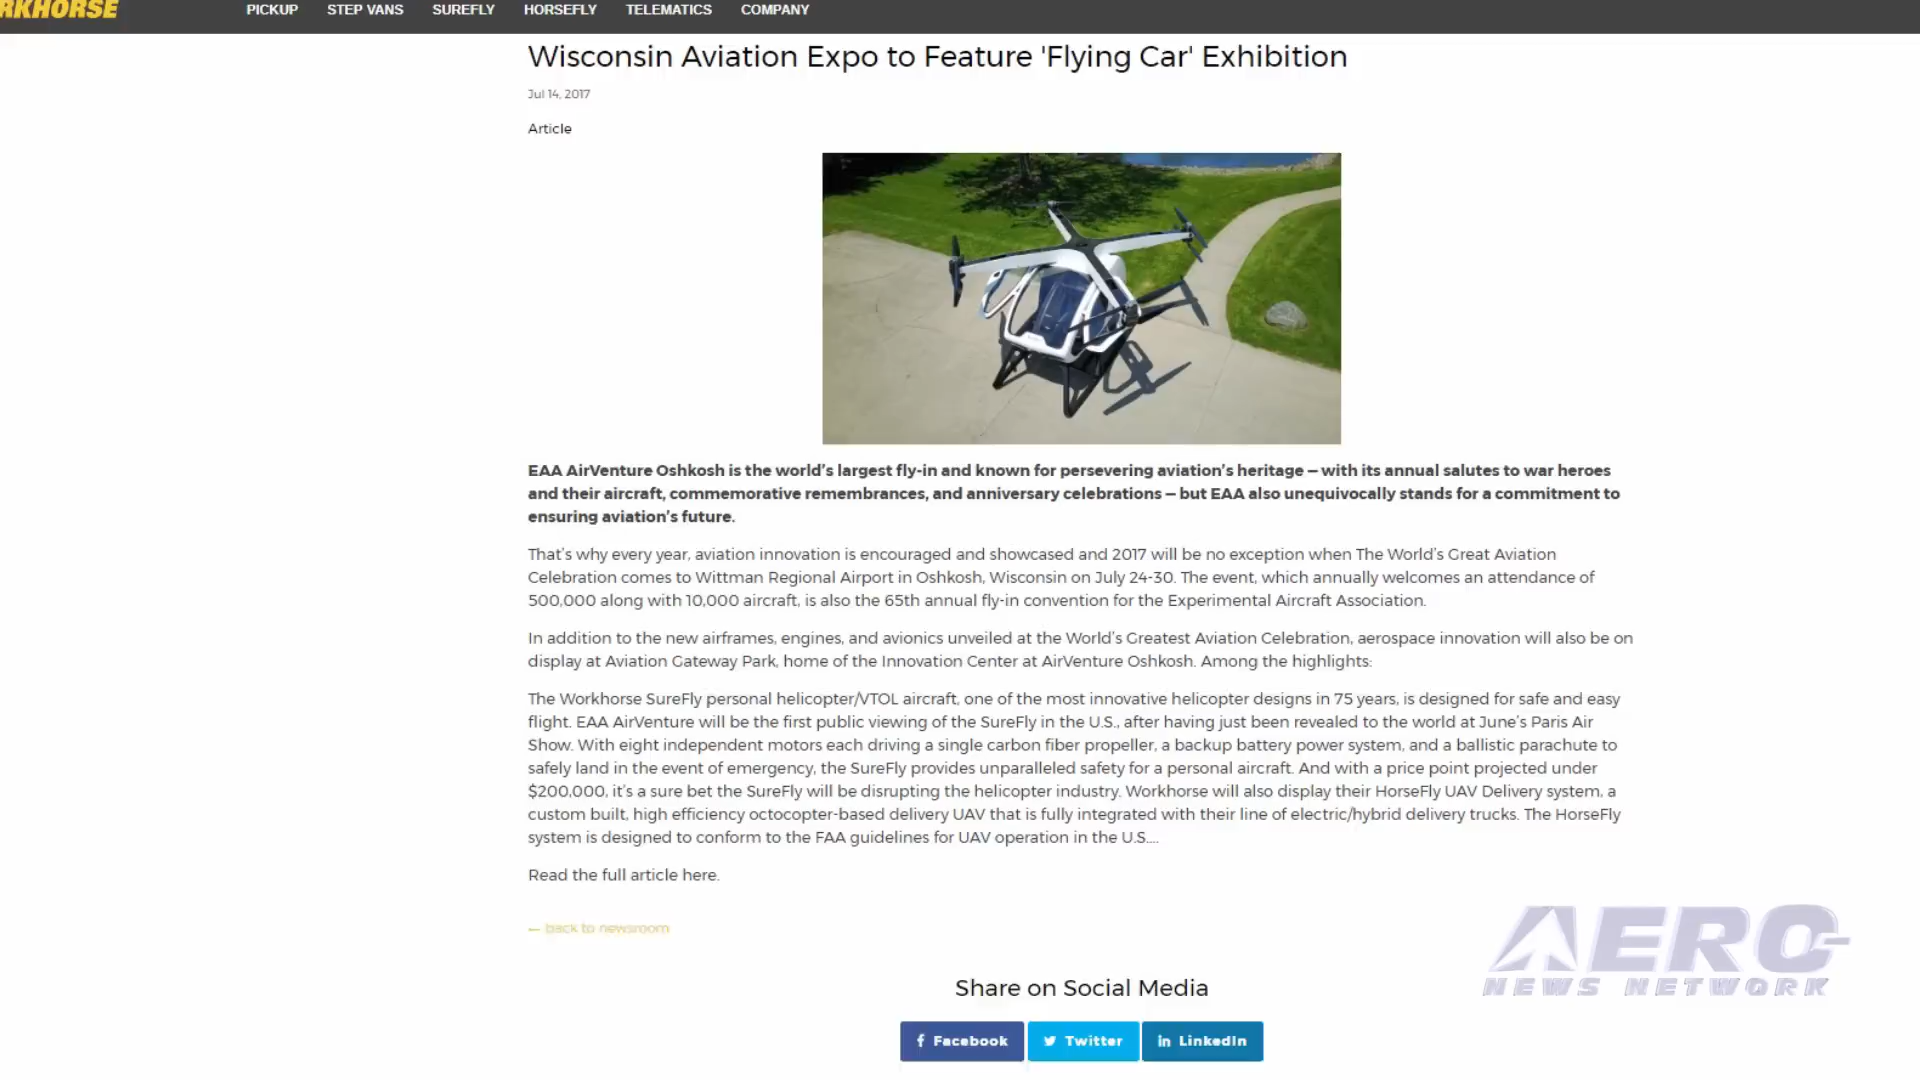 RKHORSE
PICKUP STEP VANS SUREFLY HORSEFLY TELEMATICS COMPANY
Wisconsin Aviation Expo to Feature 'Flying Car' Exhibition
Jul 14, 2017
Article
EAA AirVenture Oshkosh is the world's largest fly-in and known for persevering aviation's heritage – with its annual salutes to war heroes
and their aircraft, commemorative remembrances, and anniversary celebrations – but EAA also unequivocally stands for a commitment to
ensuring aviation's future.
That's why every year, aviation innovation is encouraged and showcased and 2017 will be no exception when The World's Great Aviation
Celebration comes to Wittman Regional Airport in Oshkosh, Wisconsin on July 24-30. The event, which annually welcomes an attendance of
500,000 along with 10,000 aircraft, is also the 65th annual fly-in convention for the Experimental Aircraft Association.
In addition to the new airframes, engines, and avionics unveiled at the World's Greatest Aviation Celebration, aerospace innovation will also be on
display at Aviation Gateway Park, home of the Innovation Center at AirVenture Oshkosh. Among the highlights:
The Workhorse SureFly personal helicopter/VTOL aircraft, one of the most innovative helicopter designs in 75 years, is designed for safe and easy
flight. EAA AirVenture will be the first public viewing of the SureFly in the U.S., after having just been revealed to the world at June's Paris Air
Show. With eight independent motors each driving a single carbon fiber propeller, a backup battery power system, and a ballistic parachute to
safely land in the event of emergency, the SureFly provides unparalleled safety for a personal aircraft. And with a price point projected under
$200,000, it's a sure bet the SureFly will be disrupting the helicopter industry. Workhorse will also display their HorseFly UAV Delivery system, a
custom built, high efficiency octocopter-based delivery UAV that is fully integrated with their line of electric/hybrid delivery trucks. The HorseFly
system is designed to conform to the FAA guidelines for UAV operation in the U.S....
Read the full article here.
← back to newsroom
AERO-
NEWS NETWORK
Share on Social Media
Facebook Twitter LinkedIn